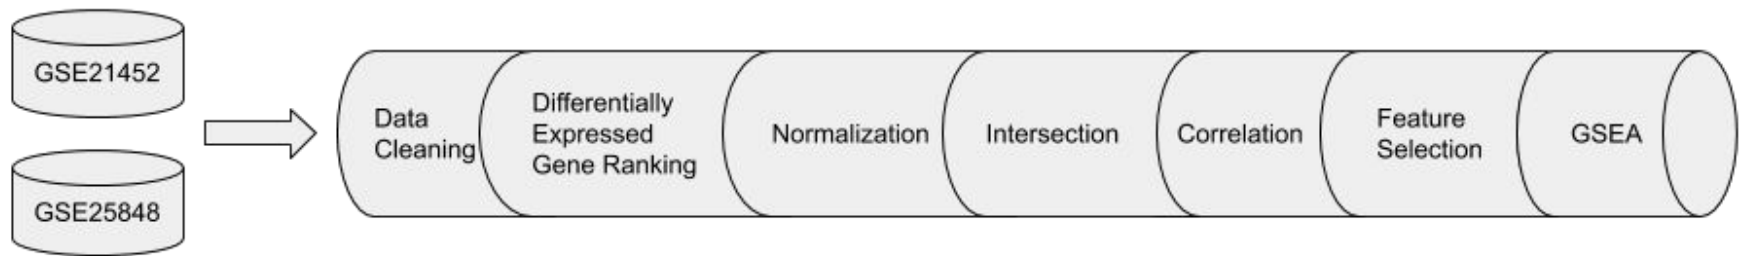 GSE21452
GSE25848
Data
Cleaning
Differentially
Expressed
Gene Ranking
Normalization
Intersection
Correlation
Feature
Selection
GSEA